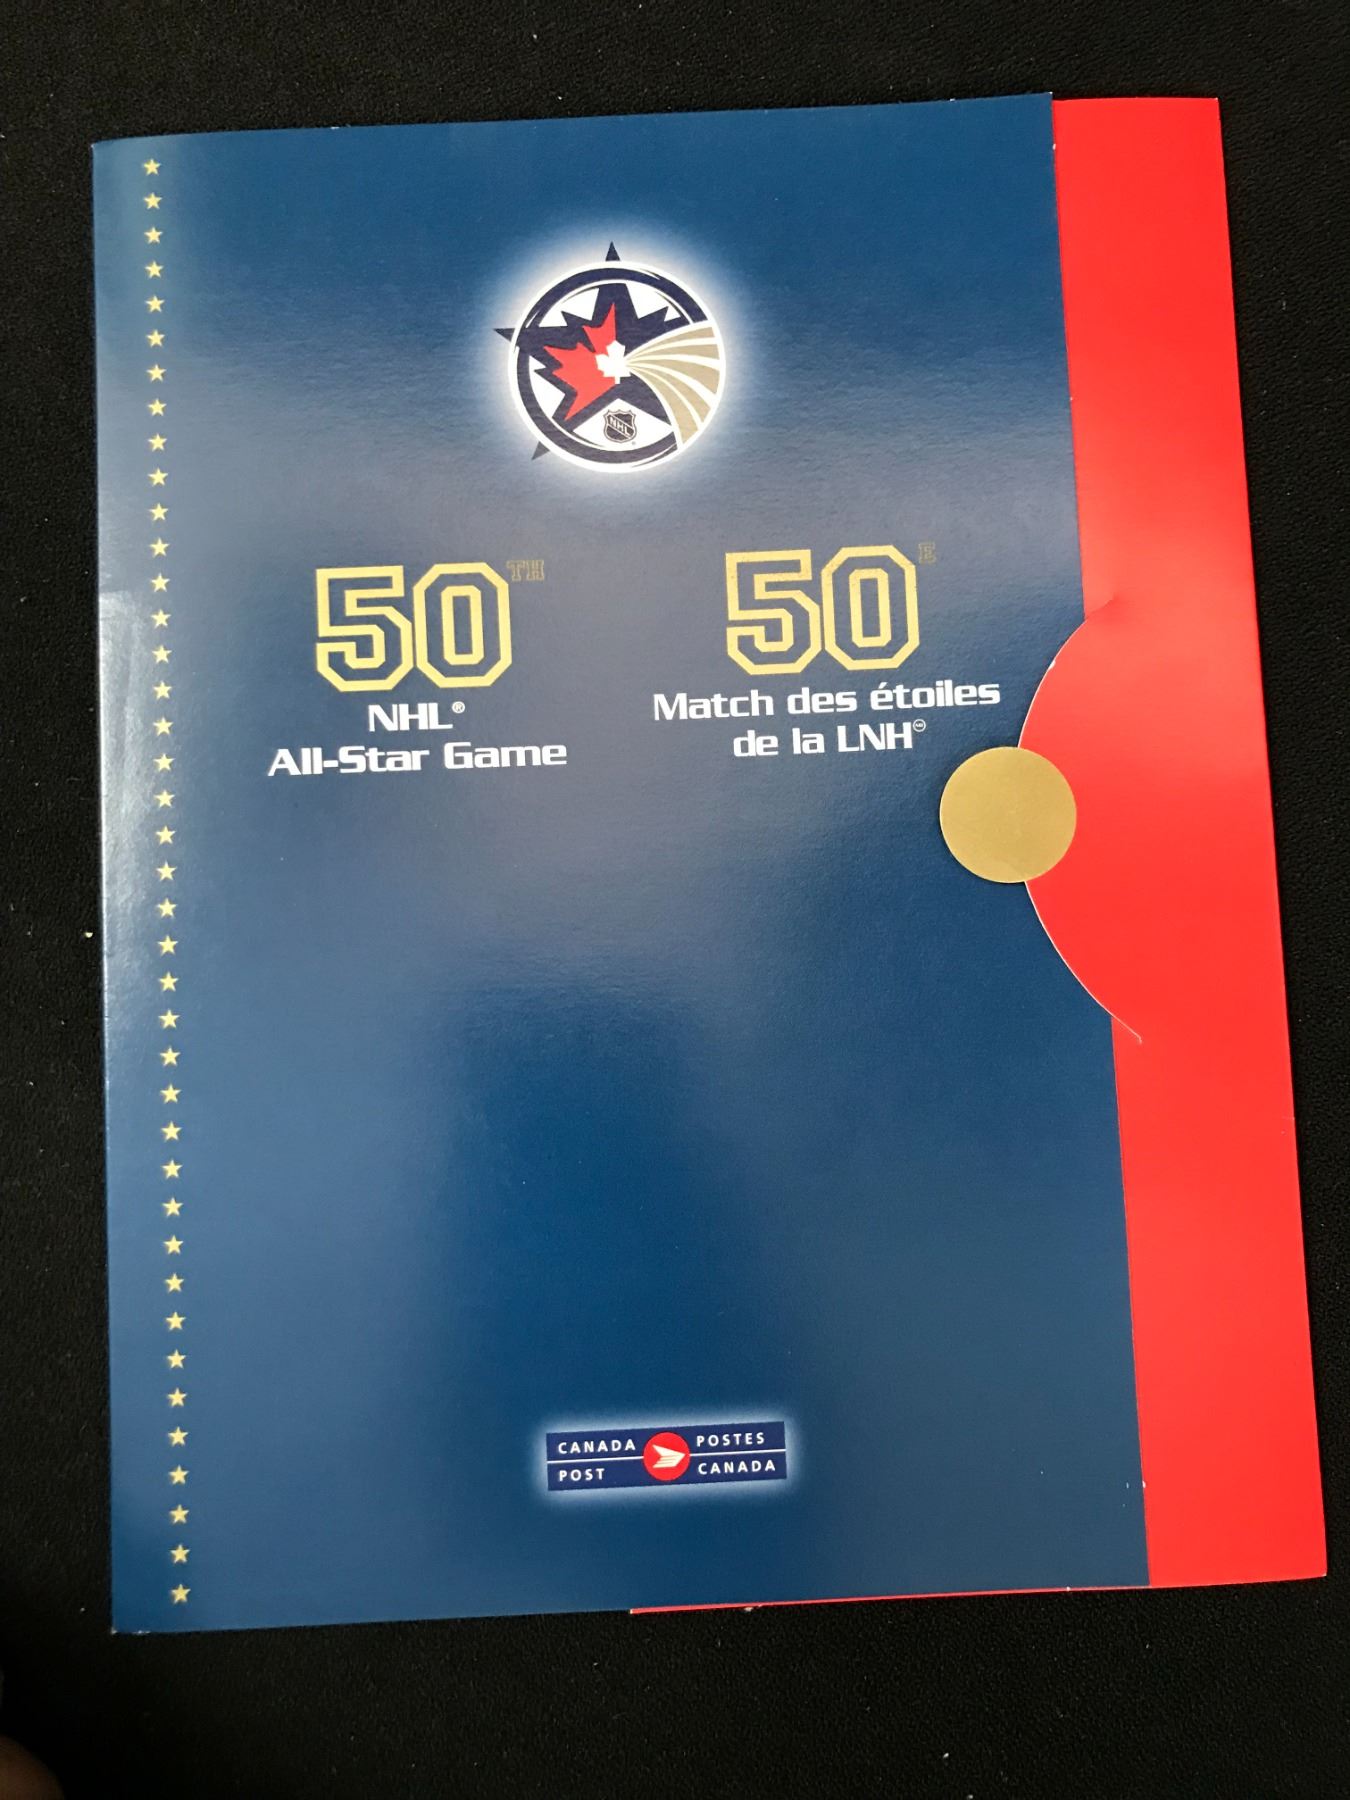 NHL
50TH
NHL®
All-Star Game
50E
Match des étoiles
de la LNH
CANADA POST
POSTES CANADA